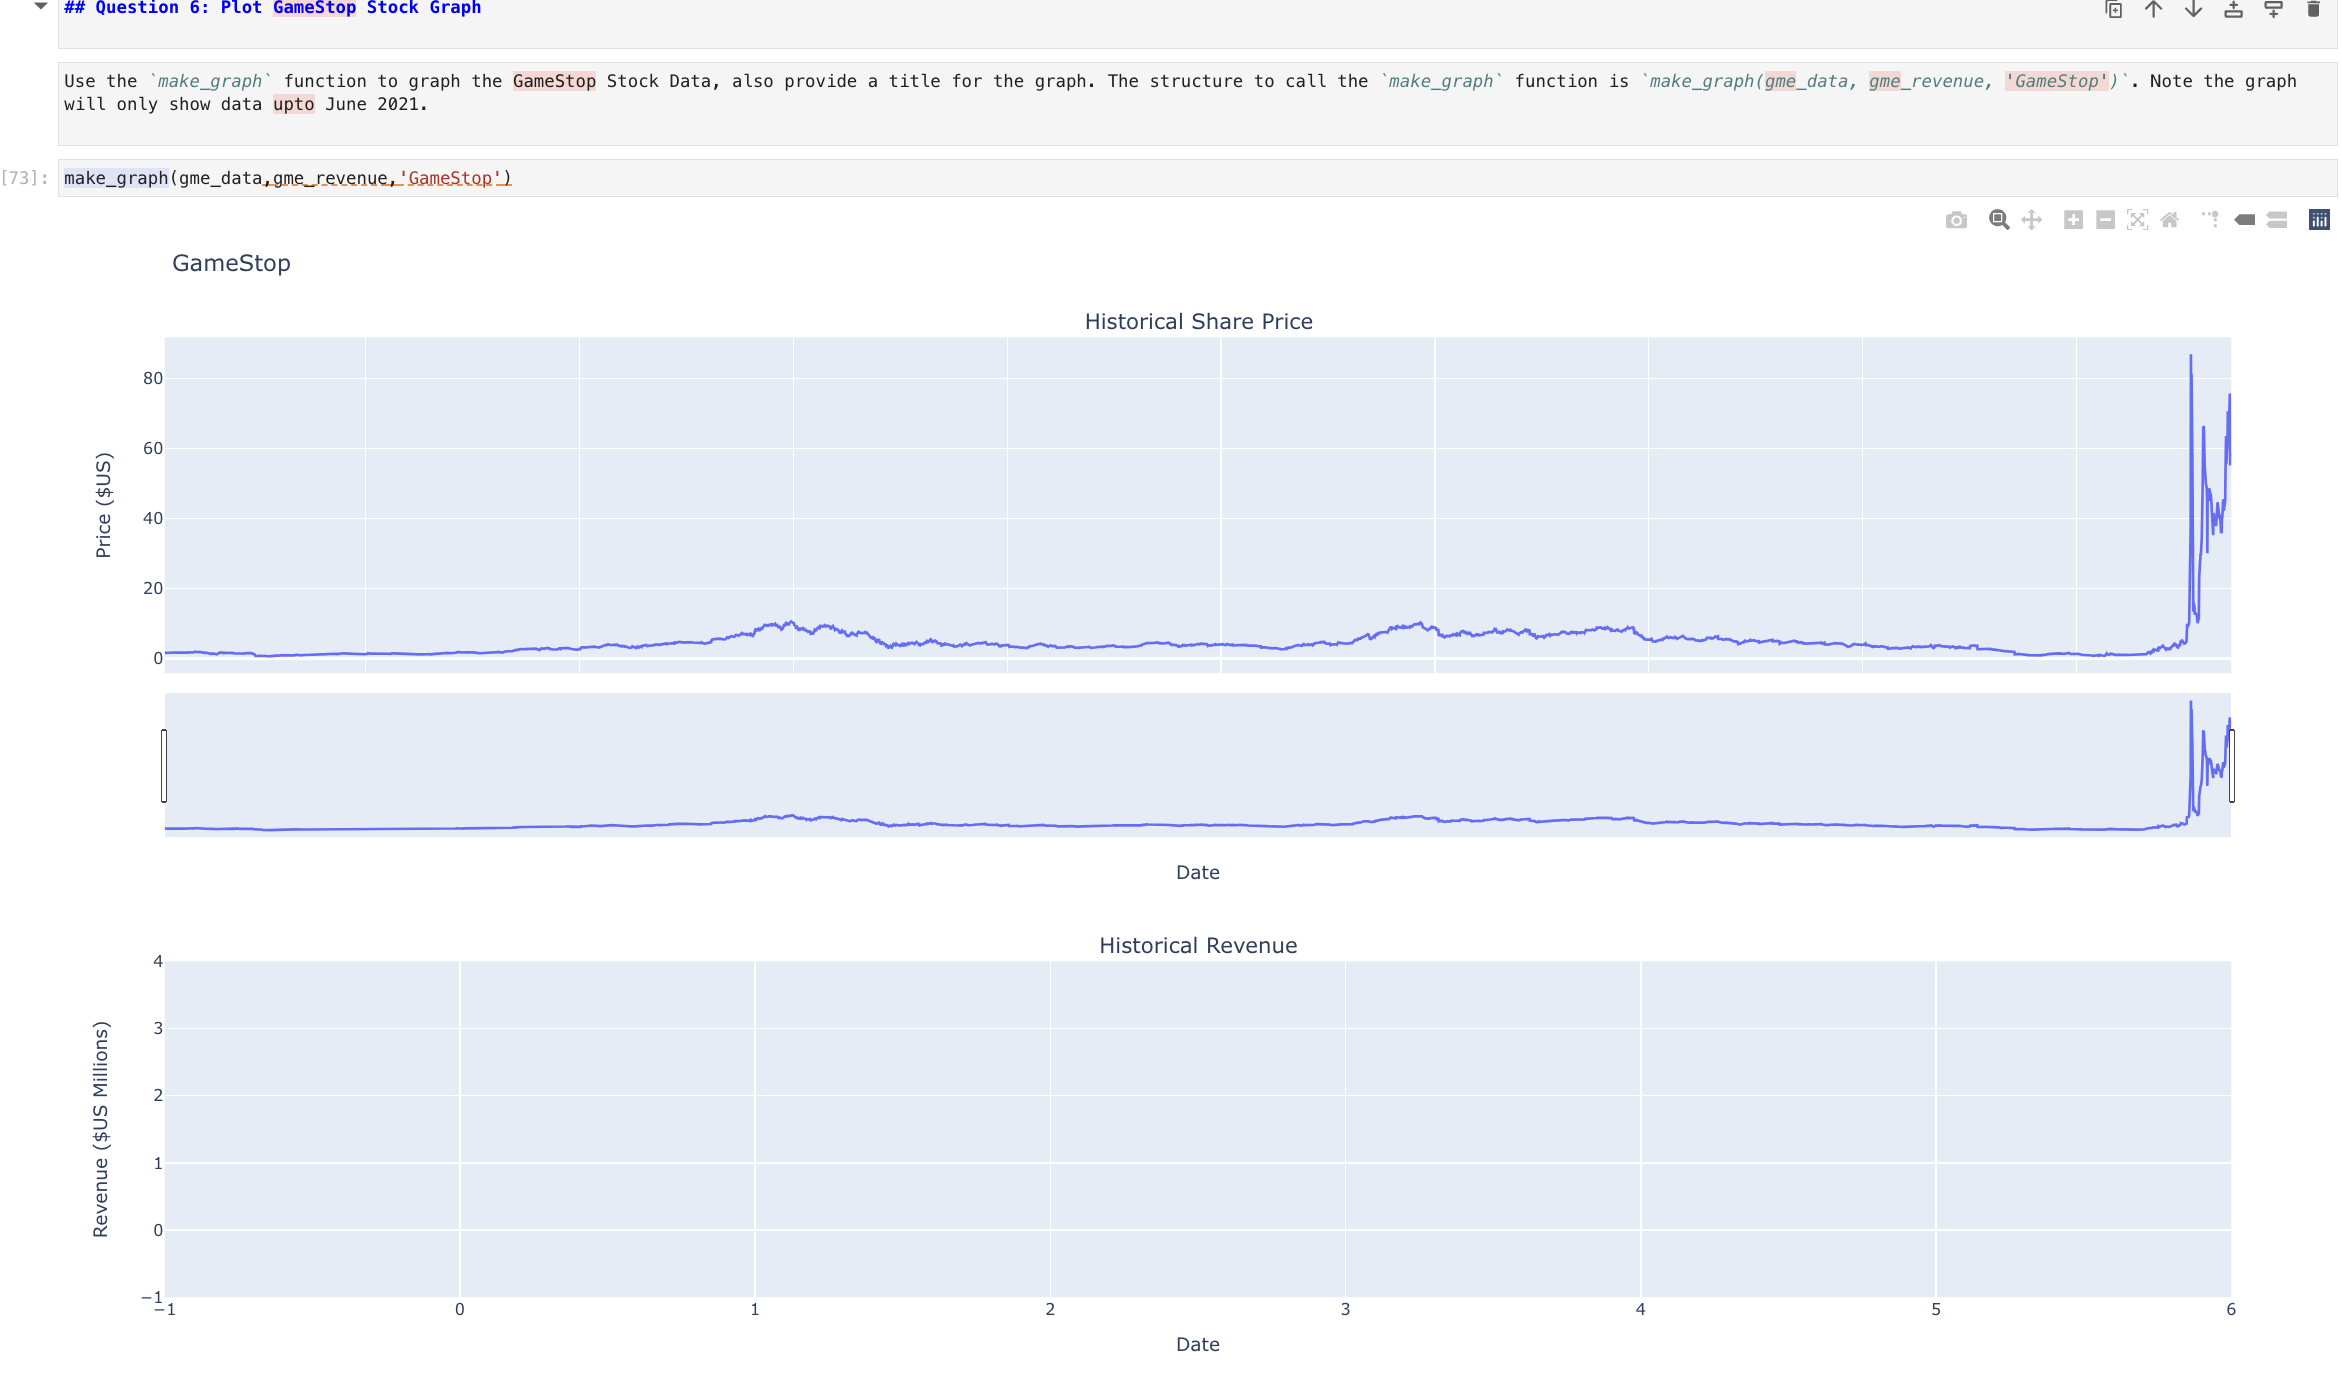 ## Question 6: Plot GameStop Stock Graph
Use the `make_graph` function to graph the GameStop Stock Data, also provide a title for the graph. The structure to call the `make_graph` function is `make_graph(gme_data, gme_revenue, 'GameStop')`. Note the graph
will only show data upto June 2021.
[73]: make_graph(gme_data,gme_revenue,'GameStop')
GameStop
Historical Share Price
80
60
40
20
0
Price ($US)
Date
Historical Revenue
4
3
2
1
0
−1
Revenue ($US Millions)
−1 0 1 2 3 4 5 6
Date